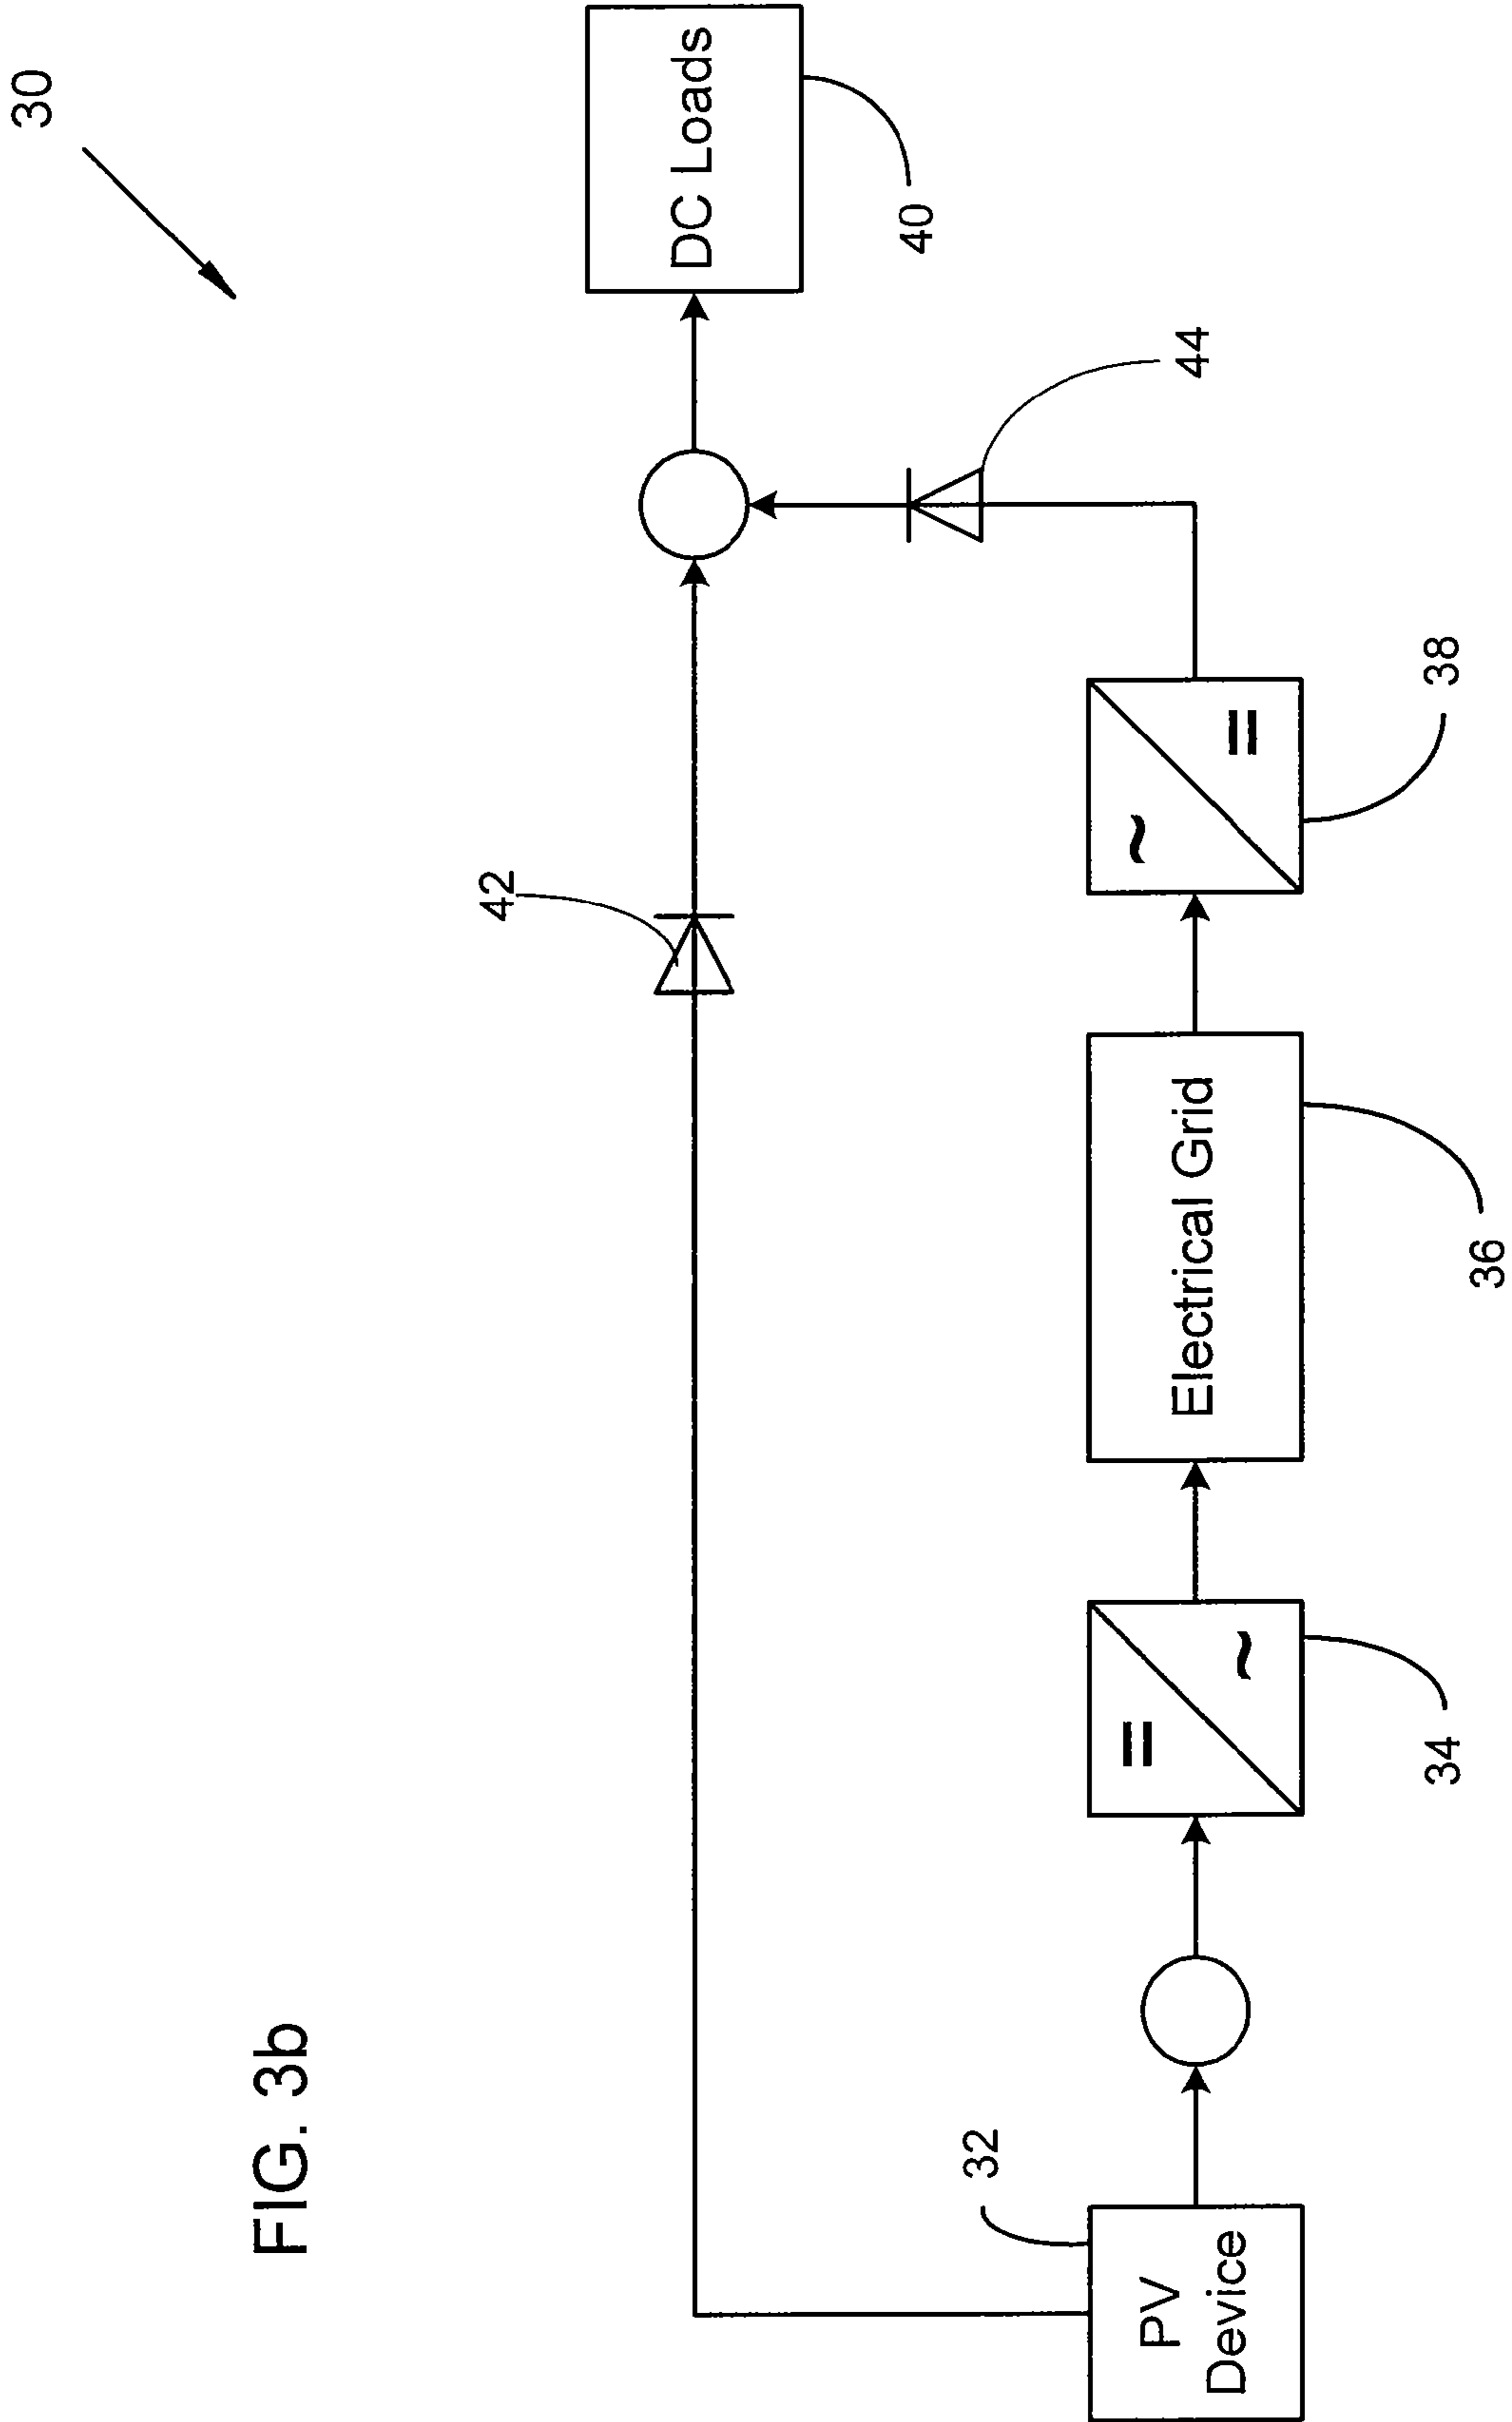 FIG. 3b
30
42
DC Loads
40
44
32
PV
Device
=
~
34
Electrical Grid
36
~
=
38